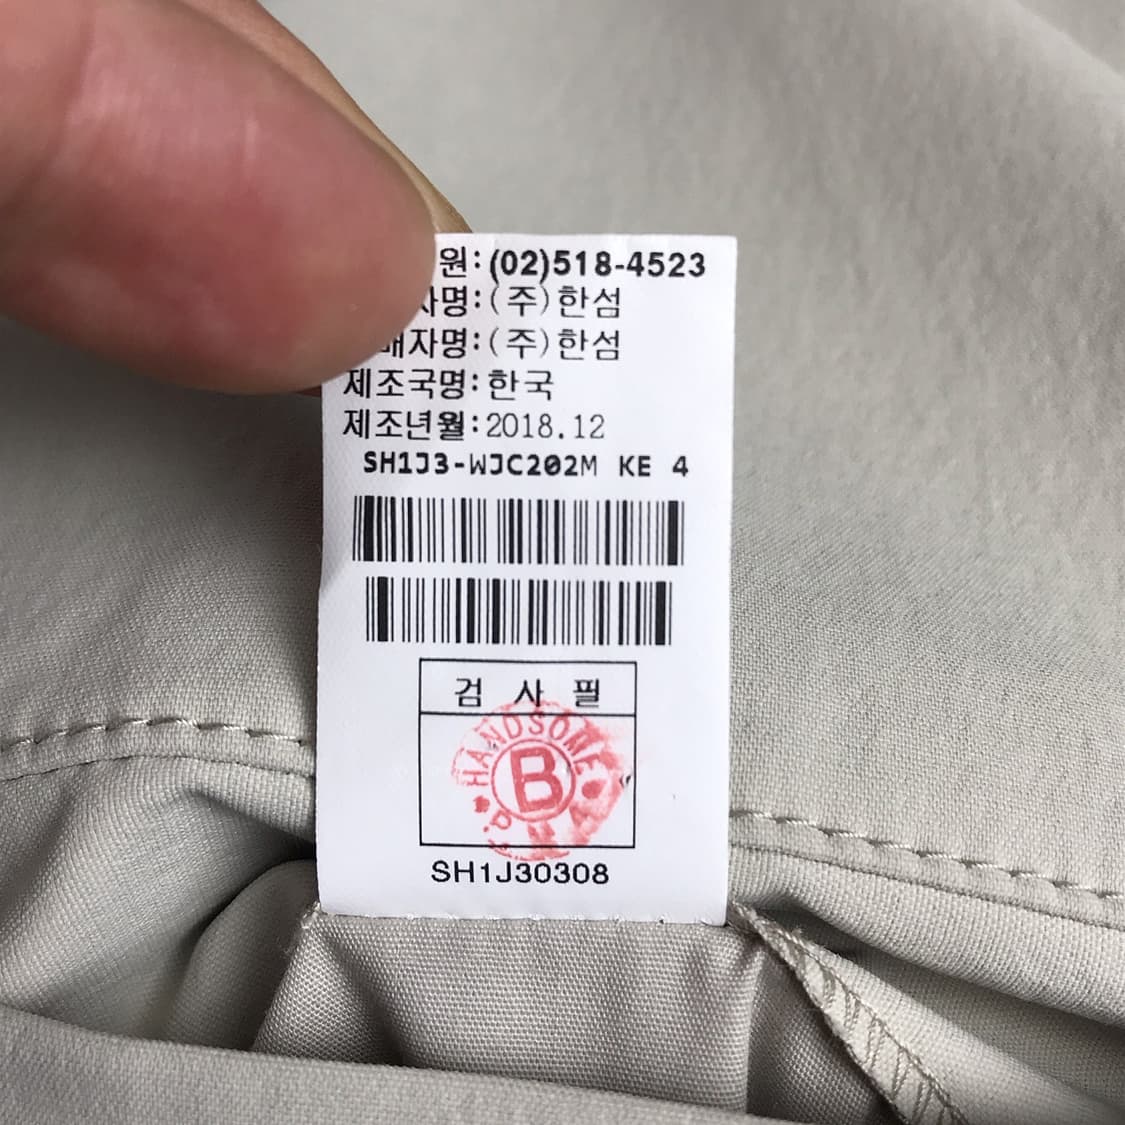 원:(02)518-4523
자명:(주)한섬
매자명:(주)한섬
제조국명:한국
제조년월:2018.12
SH1J3-WJC202M KE 4
검 사 필
HANDSOME
B
SH1J30308